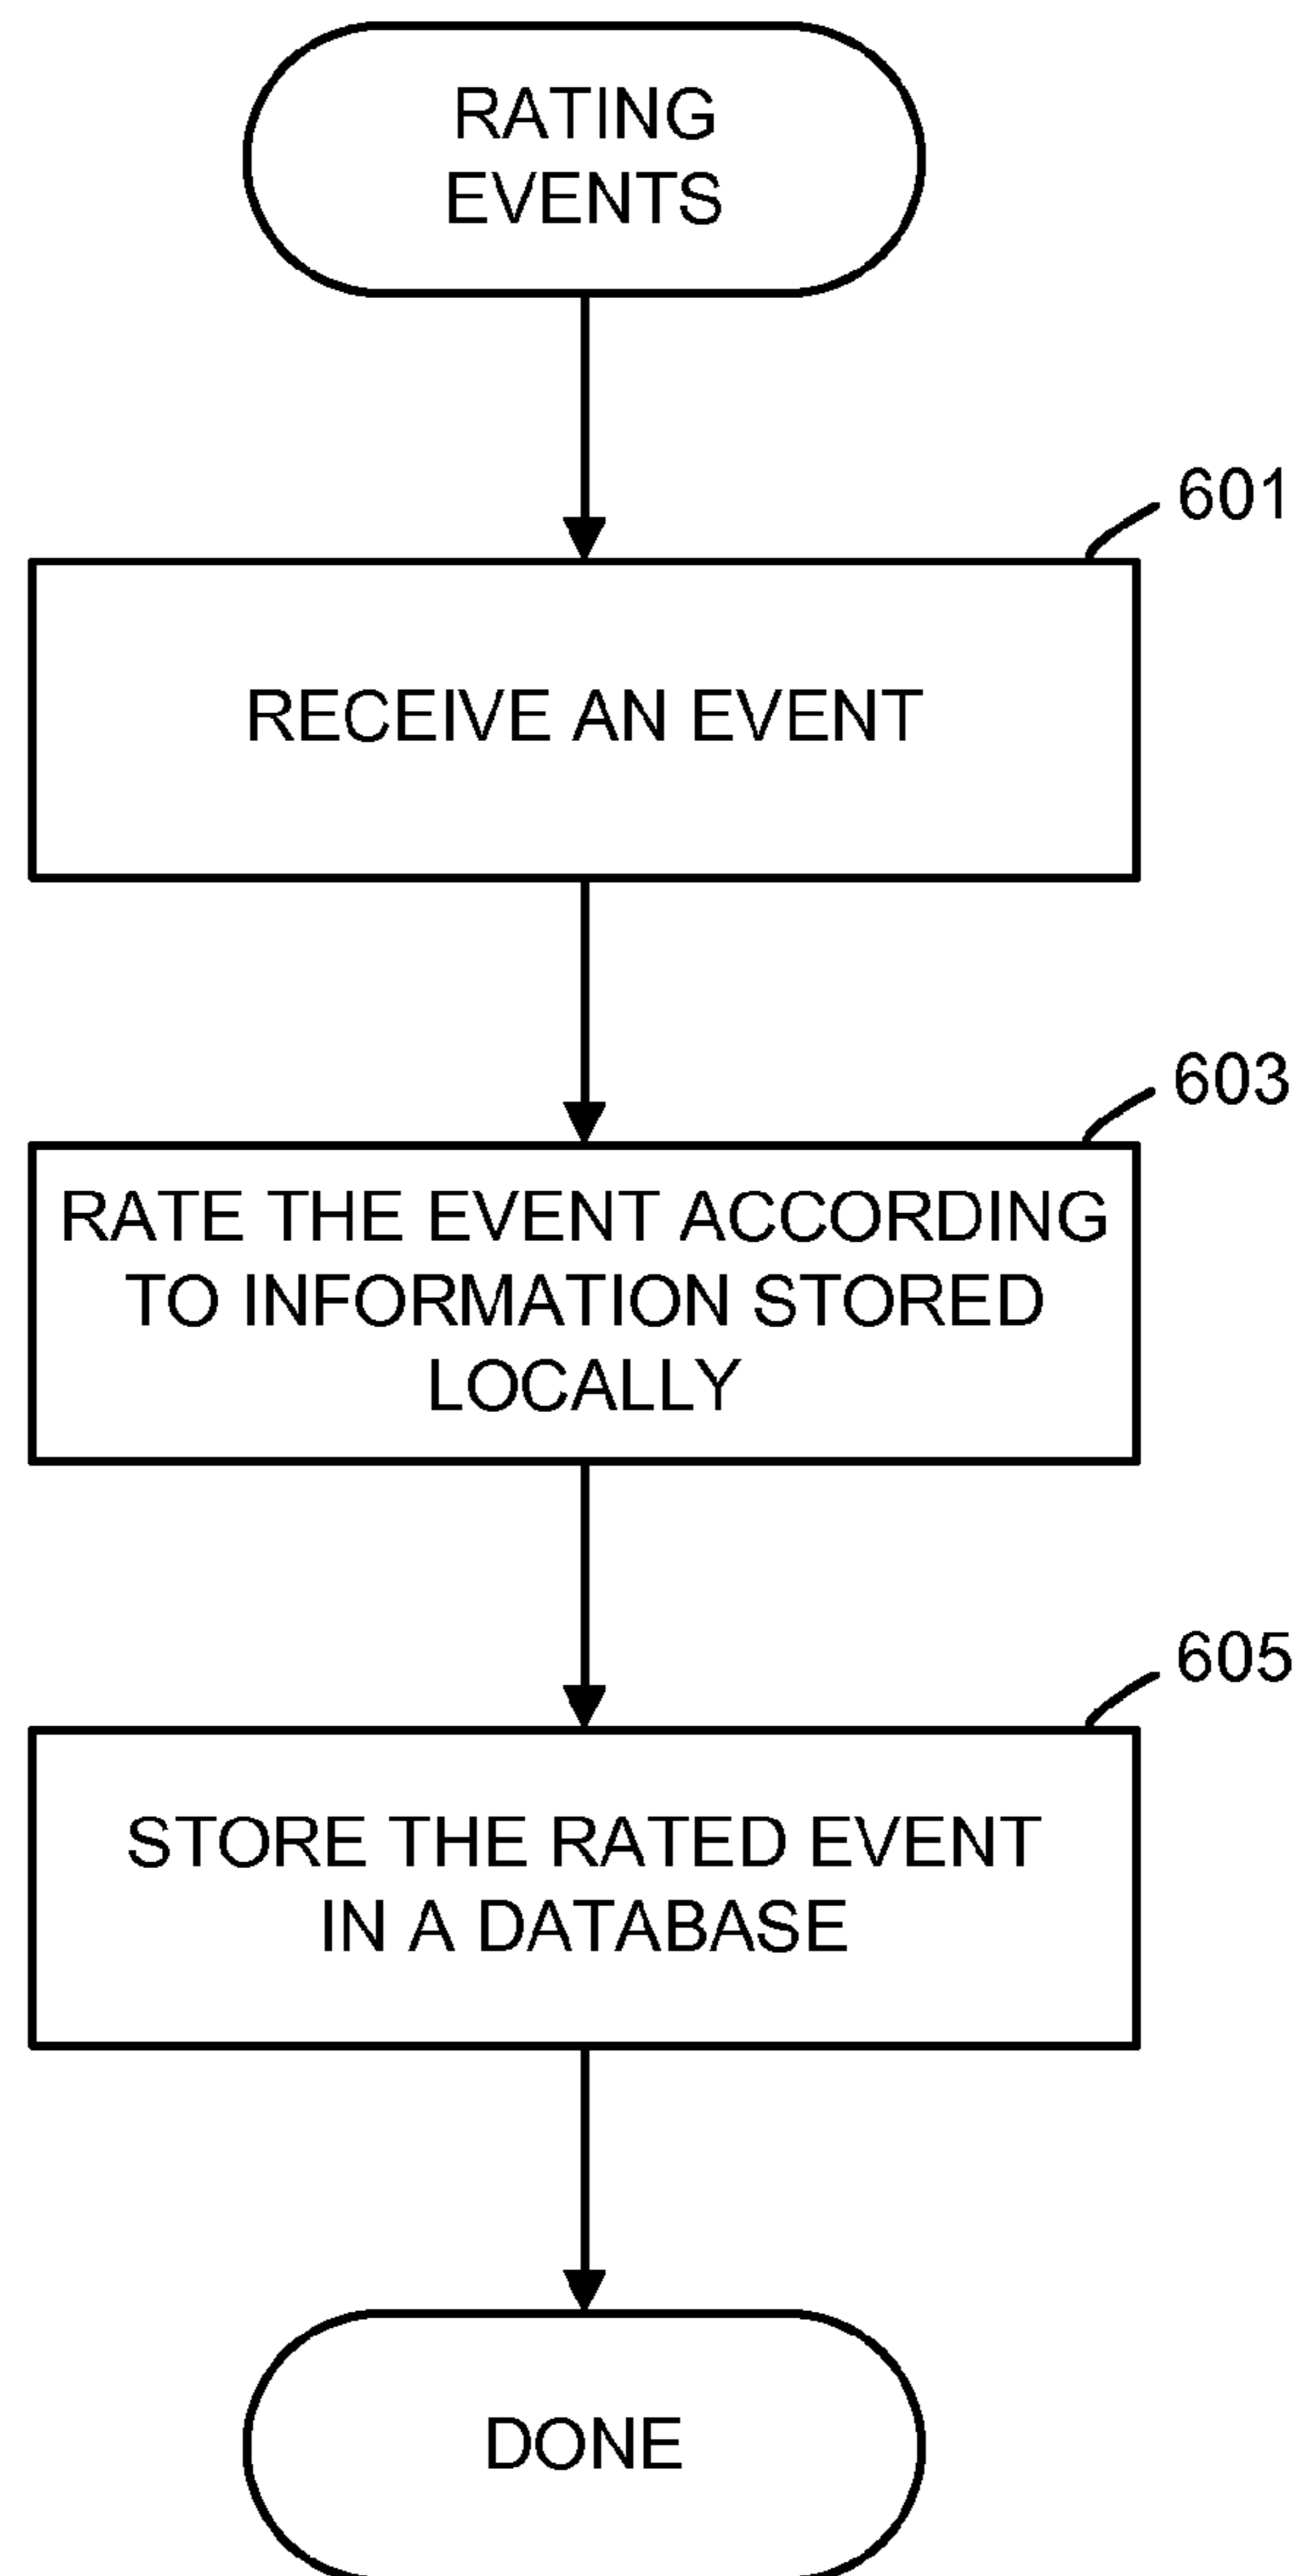 RATING
EVENTS
601
RECEIVE AN EVENT
603
RATE THE EVENT ACCORDING
TO INFORMATION STORED
LOCALLY
605
STORE THE RATED EVENT
IN A DATABASE
DONE